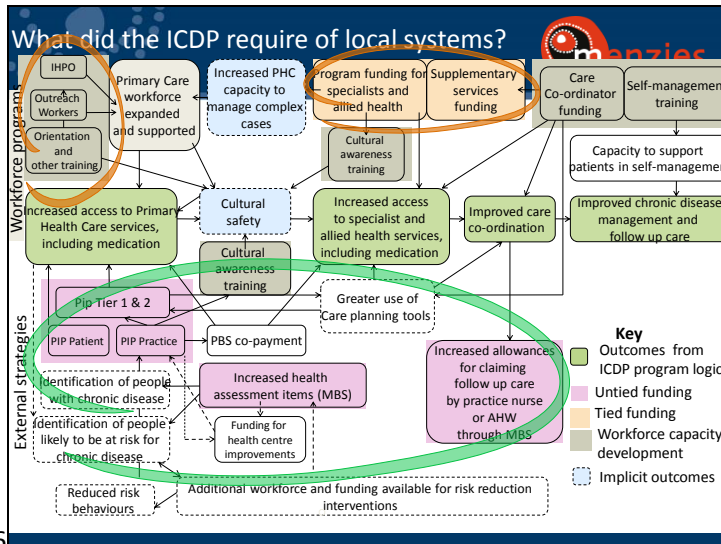 What did the ICDP require of local systems?
menzies
Workforce programs
IHPO
Outreach
Workers
Orientation
and
other training
Primary Care
workforce
expanded
and supported
Increased PHC
capacity to
manage complex
cases
Program funding for
specialists and
allied health
Supplementary
services
funding
Care
Co-ordinator
funding
Self-management
training
Cultural
awareness
training
Capacity to support
patients in self-management
Increased access to Primary
Health Care services,
including medication
Cultural
safety
Increased access
to specialist and
allied health services,
including medication
Improved care
co-ordination
Improved chronic disease
management and
follow up care
Cultural
awareness
training
External strategies
Pip Tier 1 & 2
PIP Patient
PIP Practice
PBS co-payment
Greater use of
Care planning tools
Identification of people
with chronic disease
Increased health
assessment items (MBS)
Increased allowances
for claiming
follow up care
by practice nurse
or AHW
through MBS
Identification of people
likely to be at risk for
chronic disease
Funding for
health centre
improvements
Reduced risk
behaviours
Additional workforce and funding available for risk reduction
interventions
Key
Outcomes from
ICDP program logic
Untied funding
Tied funding
Workforce capacity
development
Implicit outcomes